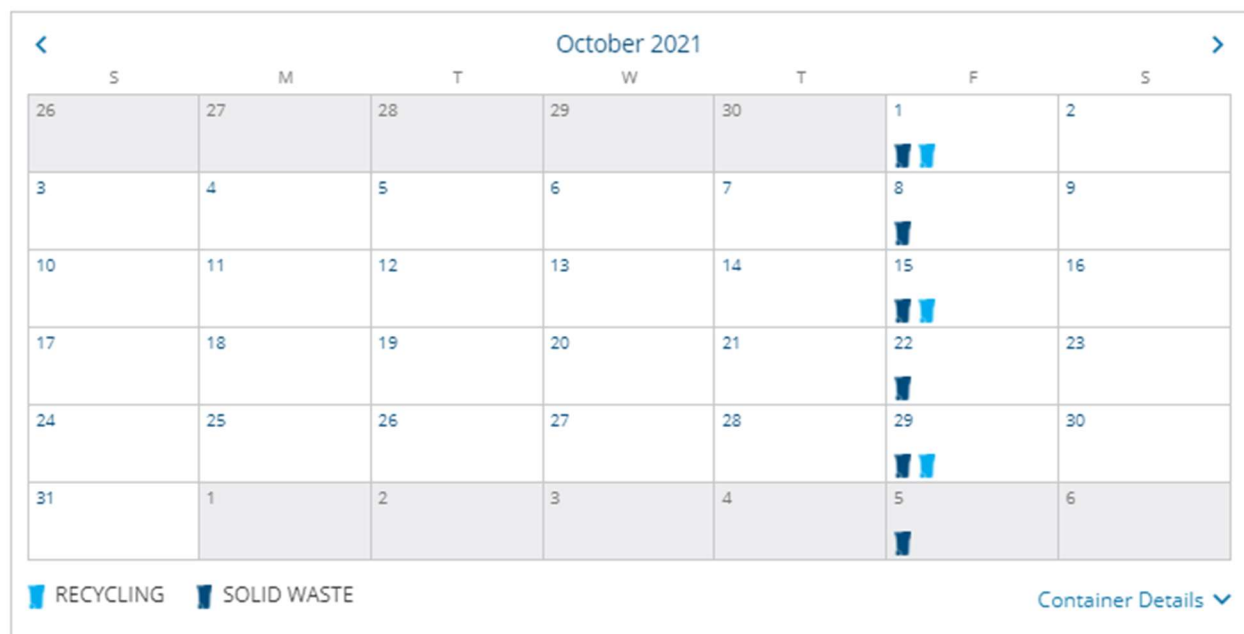 October 2021
S M T W T F S
26 27 28 29 30 1 2
3 4 5 6 7 8 9
10 11 12 13 14 15 16
17 18 19 20 21 22 23
24 25 26 27 28 29 30
31 1 2 3 4 5 6
RECYCLING SOLID WASTE
Container Details